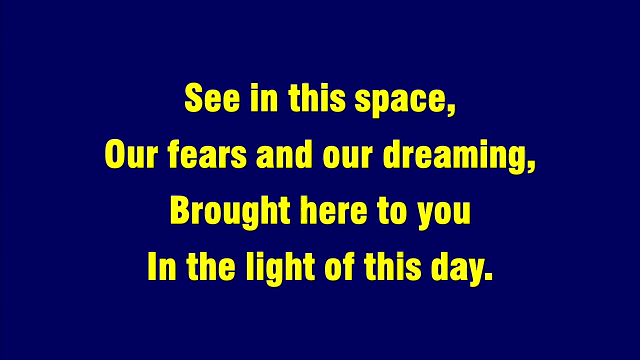 See in this space,
Our fears and our dreaming,
Brought here to you
In the light of this day.